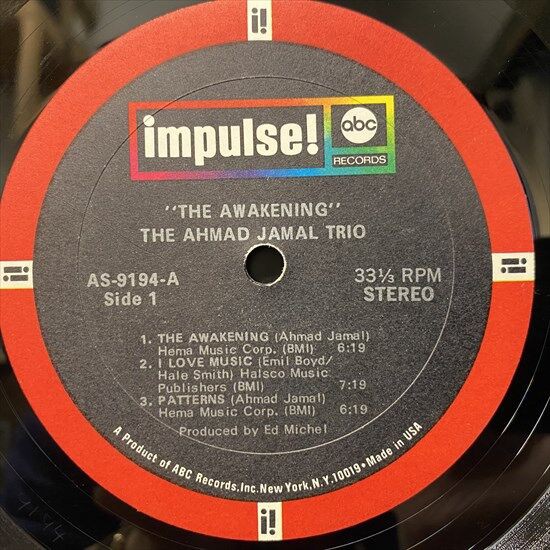 impulse!
abc
RECORDS
"THE AWAKENING"
THE AHMAD JAMAL TRIO
AS-9194-A
Side 1
33⅓ RPM
STEREO
1. THE AWAKENING (Ahmad Jamal)
Hema Music Corp. (BMI) 6:19
2. I LOVE MUSIC (Emil Boyd/
Hale Smith) Halsco Music
Publishers (BMI) 7:19
3. PATTERNS (Ahmad Jamal)
Hema Music Corp. (BMI) 6:19
Produced by Ed Michel
A Product of ABC Records, Inc. New York, N.Y. 10019 • Made in USA